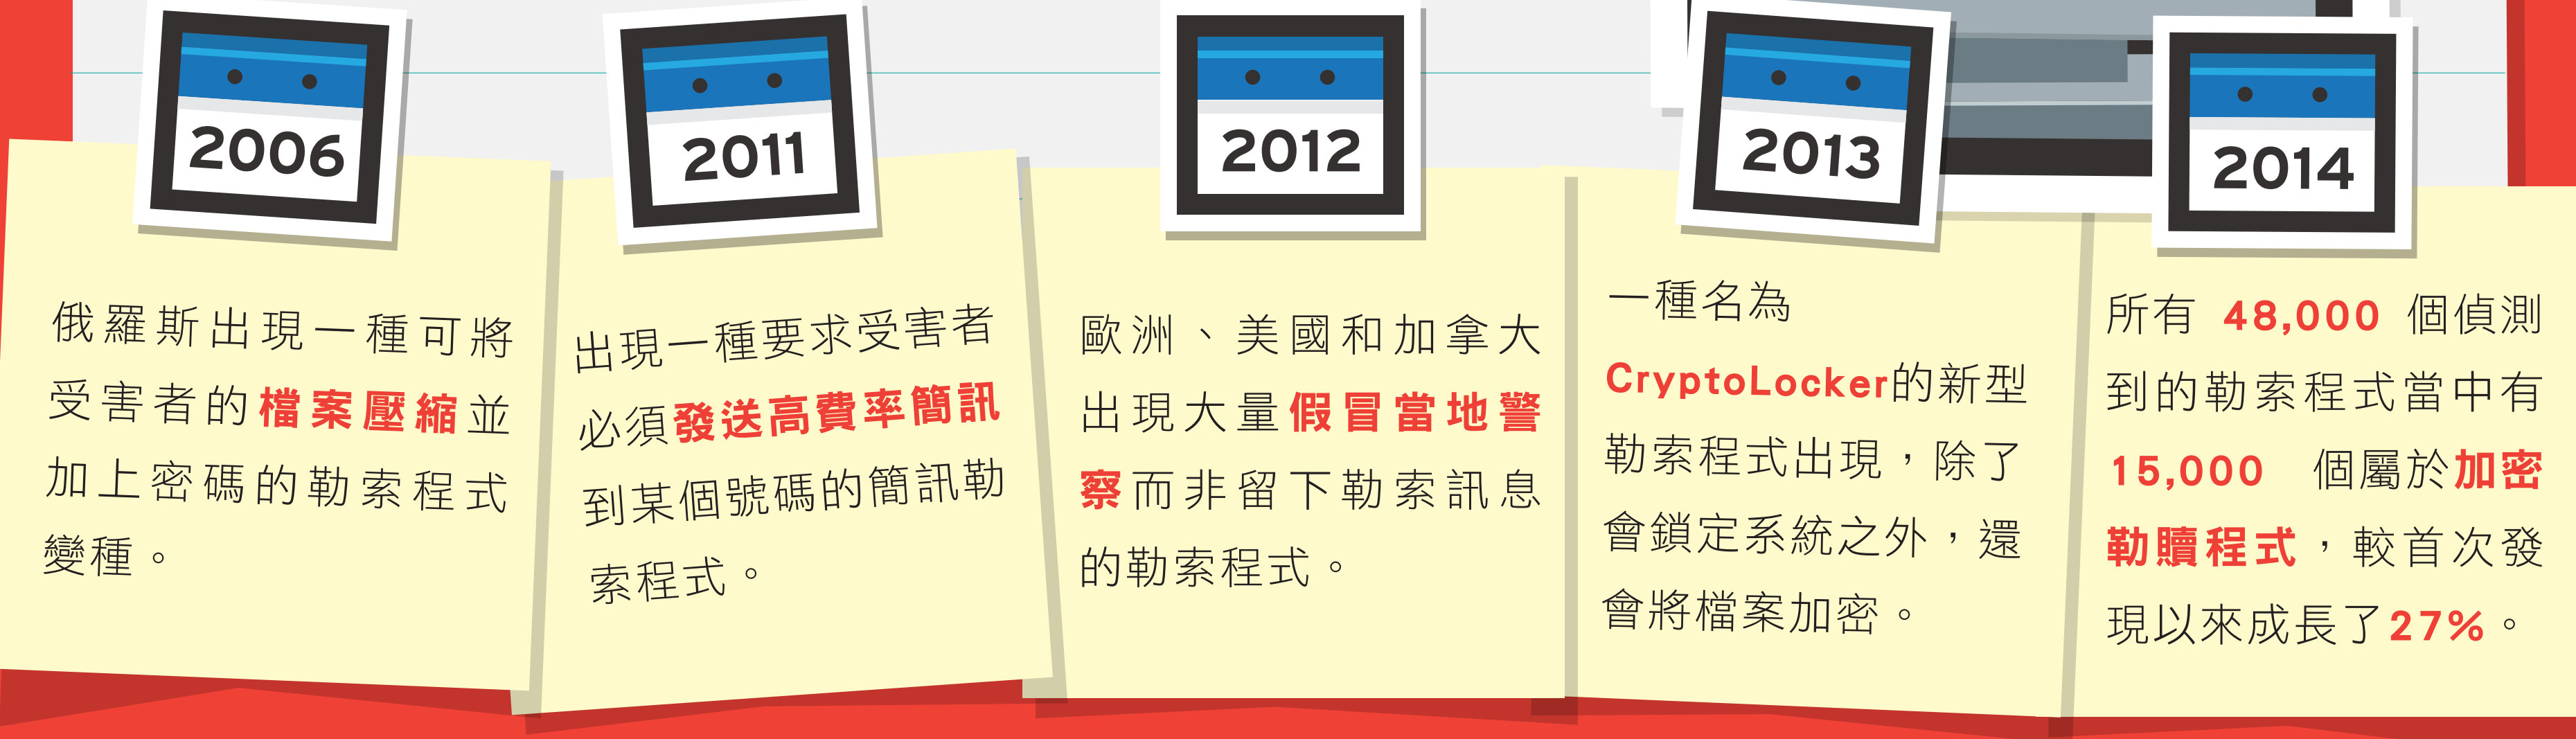 2006
俄羅斯出現一種可將
受害者的檔案壓縮並
加上密碼的勒索程式
變種。
2011
出現一種要求受害者
必須發送高費率簡訊
到某個號碼的簡訊勒
索程式。
2012
歐洲、美國和加拿大
出現大量假冒當地警
察而非留下勒索訊息
的勒索程式。
2013
一種名為
CryptoLocker的新型
勒索程式出現，除了
會鎖定系統之外，還
會將檔案加密。
2014
所有 48,000 個偵測
到的勒索程式當中有
15,000 個屬於加密
勒贖程式，較首次發
現以來成長了27%。